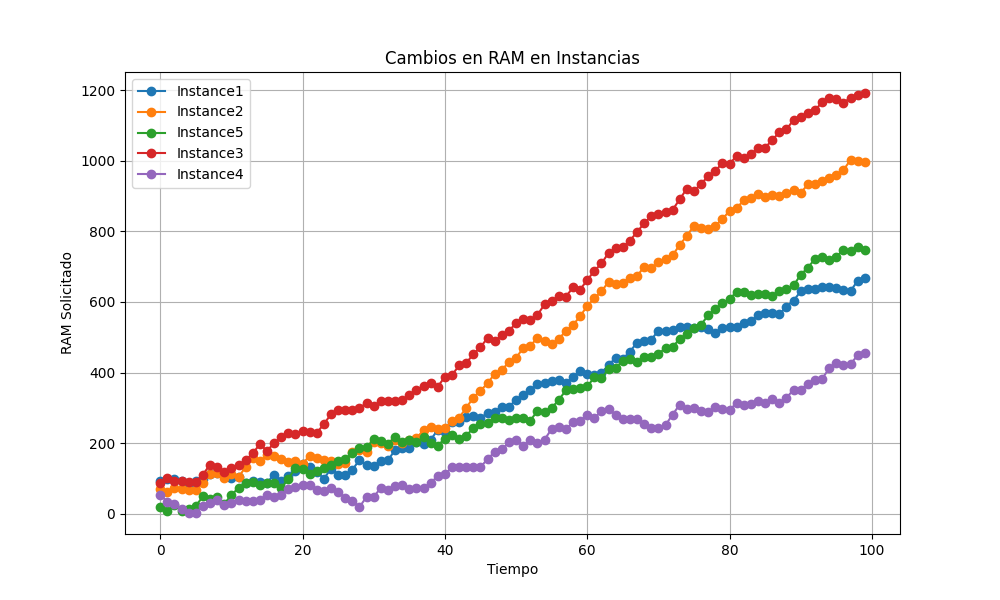 Cambios en RAM en Instancias
Instance1
Instance2
Instance5
Instance3
Instance4
RAM Solicitado
1200
1000
800
600
400
200
0
0 20 40 60 80 100
Tiempo